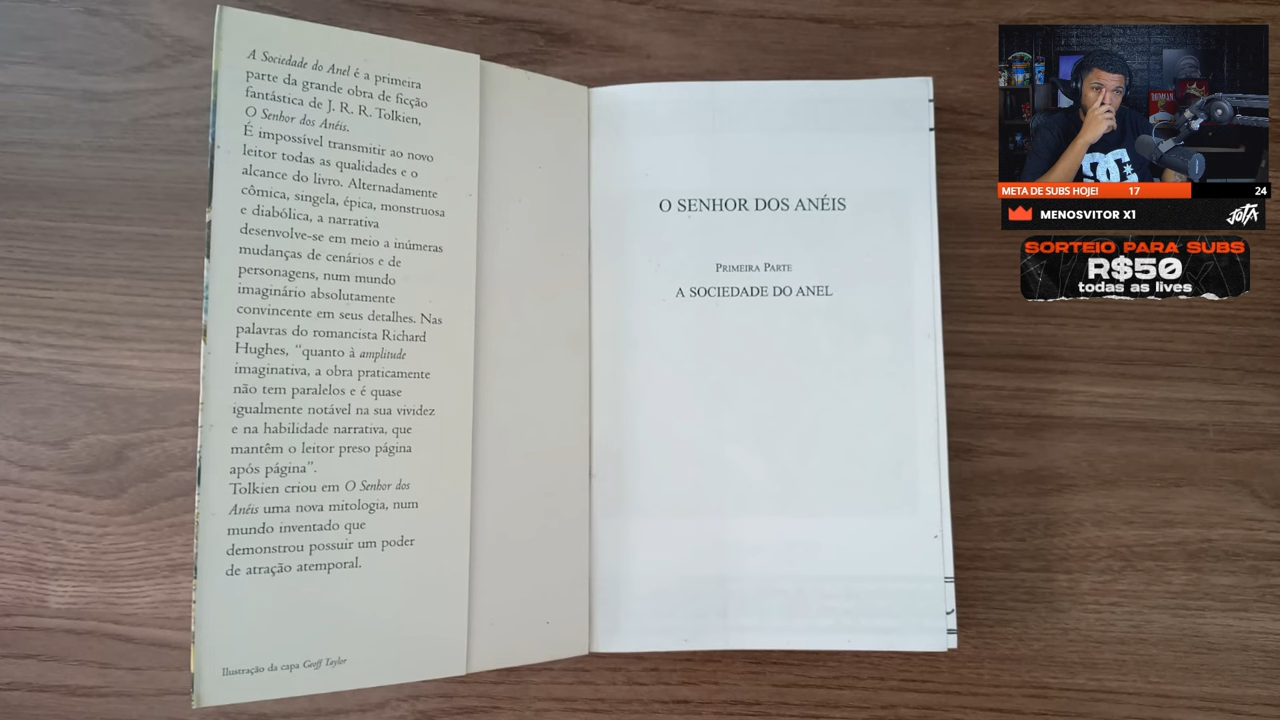 A Sociedade do Anel é a primeira
parte da grande obra de ficção
fantástica de J. R. R. Tolkien,
O Senhor dos Anéis.
É impossível transmitir ao novo
leitor todas as qualidades e o
alcance do livro. Alternadamente
cômica, singela, épica, monstruosa
e diabólica, a narrativa
desenvolve-se em meio a inúmeras
mudanças de cenários e de
personagens, num mundo
imaginário absolutamente
convincente em seus detalhes. Nas
palavras do romancista Richard
Hughes, “quanto à amplitude
imaginativa, a obra praticamente
não tem paralelos e é quase
igualmente notável na sua vividez
e na habilidade narrativa, que
mantêm o leitor preso página
após página”.
Tolkien criou em O Senhor dos
Anéis uma nova mitologia, num
mundo inventado que
demonstrou possuir um poder
de atração atemporal.
Ilustração da capa Geoff Taylor
O SENHOR DOS ANÉIS
PRIMEIRA PARTE
A SOCIEDADE DO ANEL
META DE SUBS HOJE! 17 24
MENOSVITOR X1
JOTA
SORTEIO PARA SUBS
R$50
todas as lives